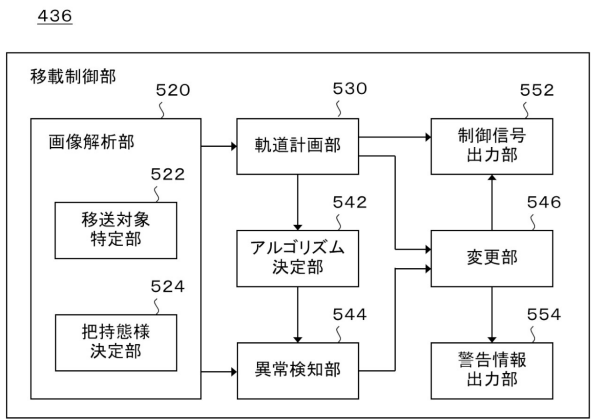 436
移載制御部
520
画像解析部
522
移送対象
特定部
524
把持態様
決定部
530
軌道計画部
542
アルゴリズム
決定部
544
異常検知部
552
制御信号
出力部
546
変更部
554
警告情報
出力部